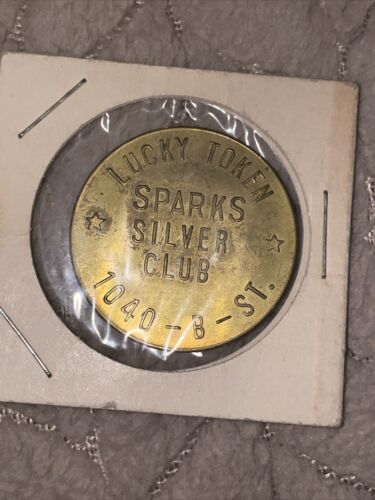 LUCKY TOKEN
SPARKS
SILVER
CLUB
1040-B-ST.